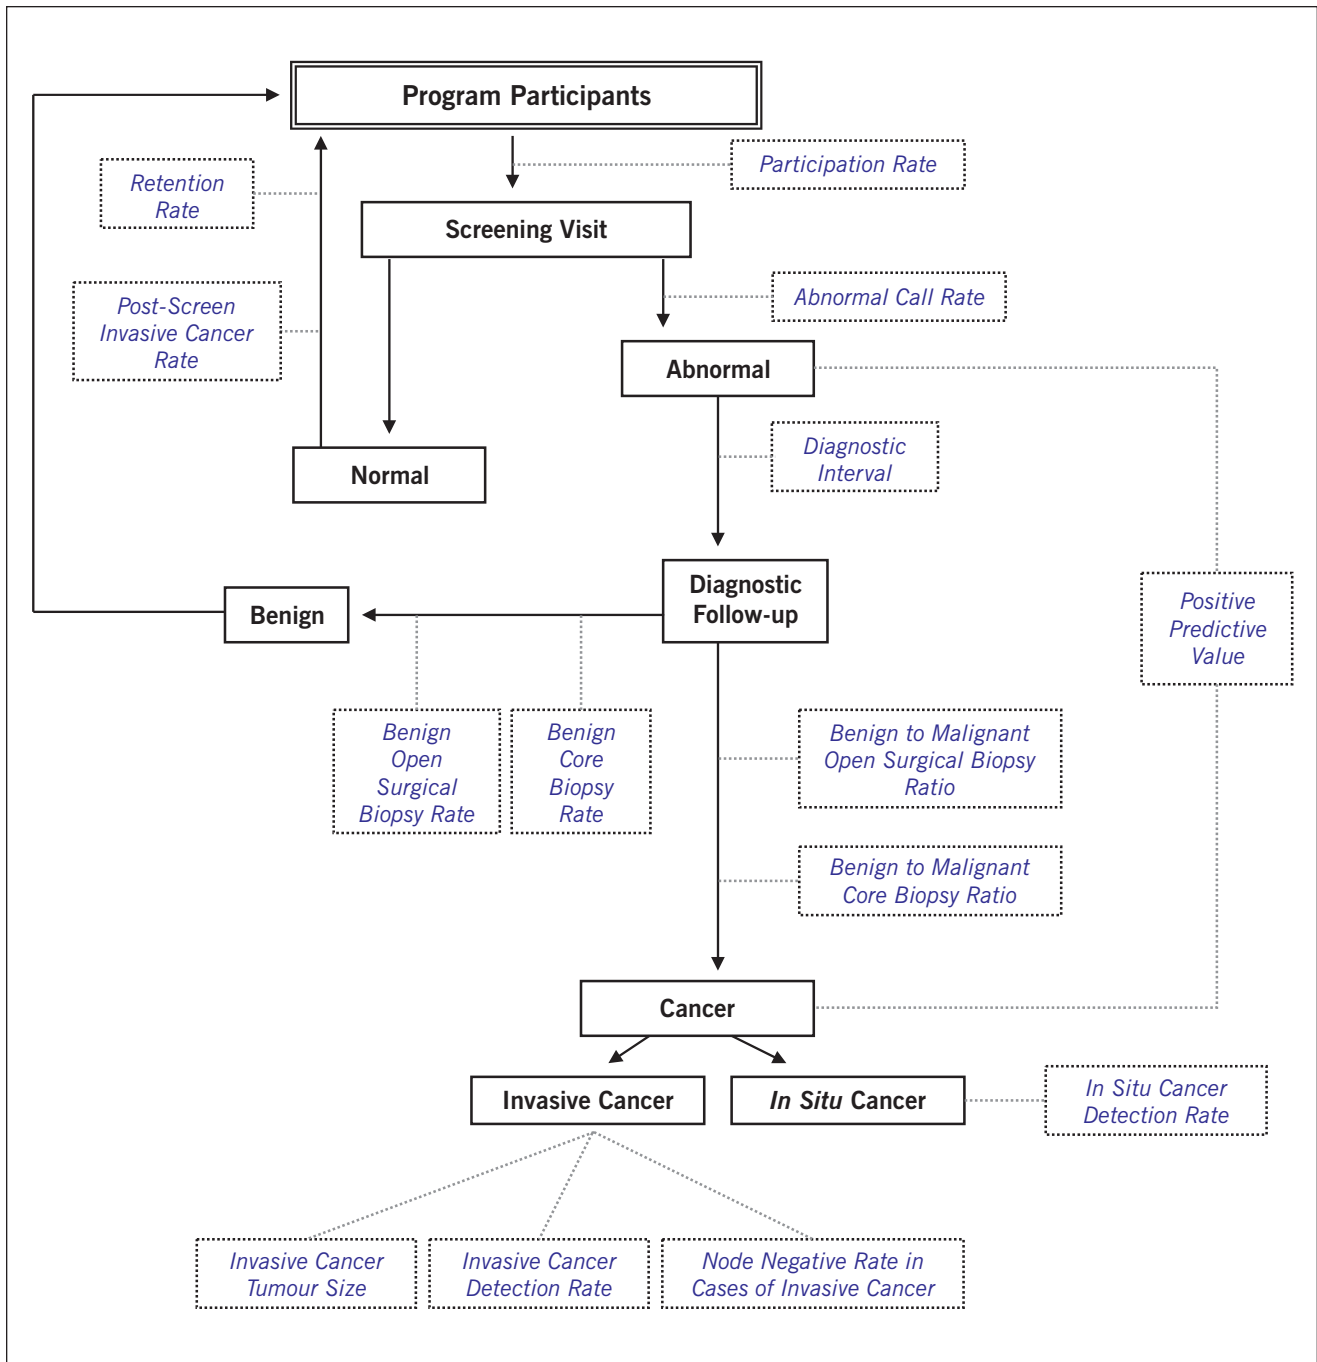 Program Participants
Participation Rate
Retention
Rate
Screening Visit
Post-Screen
Invasive Cancer
Rate
Abnormal Call Rate
Abnormal
Diagnostic
Interval
Normal
Diagnostic
Follow-up
Benign
Positive
Predictive
Value
Benign
Open
Surgical
Biopsy Rate
Benign
Core
Biopsy
Rate
Benign to Malignant
Open Surgical Biopsy
Ratio
Benign to Malignant
Core Biopsy Ratio
Cancer
Invasive Cancer
In Situ Cancer
In Situ Cancer
Detection Rate
Invasive Cancer
Tumour Size
Invasive Cancer
Detection Rate
Node Negative Rate in
Cases of Invasive Cancer